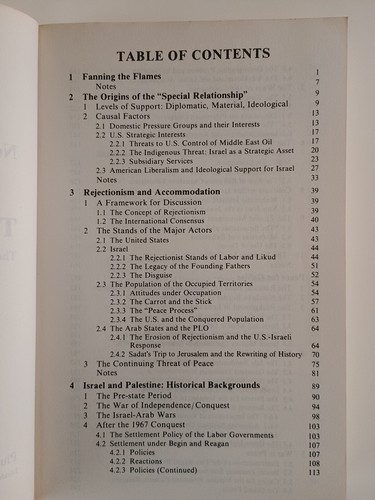 TABLE OF CONTENTS
1 Fanning the Flames 1
Notes 7
2 The Origins of the "Special Relationship" 9
1 Levels of Support: Diplomatic, Material, Ideological 9
2 Causal Factors 13
2.1 Domestic Pressure Groups and their Interests 13
2.2 U.S. Strategic Interests 17
2.2.1 Threats to U.S. Control of Middle East Oil 17
2.2.2 The Indigenous Threat: Israel as a Strategic Asset 20
2.2.3 Subsidiary Services 23
2.3 American Liberalism and Ideological Support for Israel 27
Notes 33
3 Rejectionism and Accommodation 39
1 A Framework for Discussion 39
1.1 The Concept of Rejectionism 39
1.2 The International Consensus 40
2 The Stands of the Major Actors 43
2.1 The United States 43
2.2 Israel 44
2.2.1 The Rejectionist Stands of Labor and Likud 44
2.2.2 The Legacy of the Founding Fathers 51
2.2.3 The Disguise 52
2.3 The Population of the Occupied Territories 54
2.3.1 Attitudes under Occupation 54
2.3.2 The Carrot and the Stick 57
2.3.3 The "Peace Process" 61
2.3.4 The U.S. and the Conquered Population 63
2.4 The Arab States and the PLO 64
2.4.1 The Erosion of Rejectionism and the U.S.-Israeli
Response 64
2.4.2 Sadat's Trip to Jerusalem and the Rewriting of History 70
3 The Continuing Threat of Peace 75
Notes 81
4 Israel and Palestine: Historical Backgrounds 89
1 The Pre-state Period 90
2 The War of Independence/Conquest 94
3 The Israel-Arab Wars 98
4 After the 1967 Conquest 103
4.1 The Settlement Policy of the Labor Governments 103
4.2 Settlement under Begin and Reagan 107
4.2.1 Policies 107
4.2.2 Reactions 108
4.2.3 Policies (Continued) 113